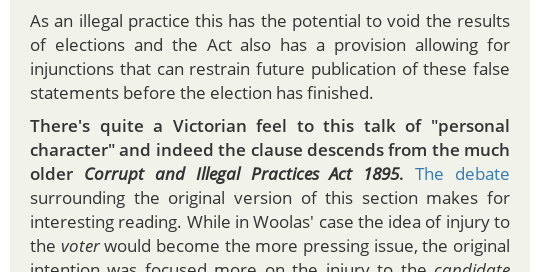 As an illegal practice this has the potential to void the results
of elections and the Act also has a provision allowing for
injunctions that can restrain future publication of these false
statements before the election has finished.
There's quite a Victorian feel to this talk of "personal
character" and indeed the clause descends from the much
older Corrupt and Illegal Practices Act 1895. The debate
surrounding the original version of this section makes for
interesting reading. While in Woolas' case the idea of injury to
the voter would become the more pressing issue, the original
intention was focused more on the injury to the candidate